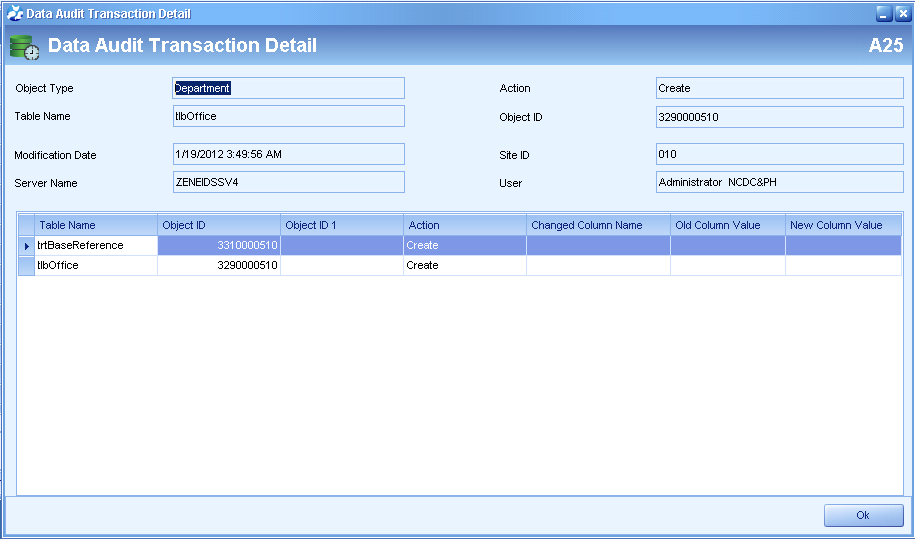 Data Audit Transaction Detail
Data Audit Transaction Detail A25
Object Type Department Action Create
Table Name tlbOffice Object ID 3290000510
Modification Date 1/19/2012 3:49:56 AM Site ID 010
Server Name ZENEIDSSV4 User Administrator NCDC&PH
Table Name Object ID Object ID 1 Action Changed Column Name Old Column Value New Column Value
trtBaseReference 3310000510 Create
tlbOffice 3290000510 Create
Ok